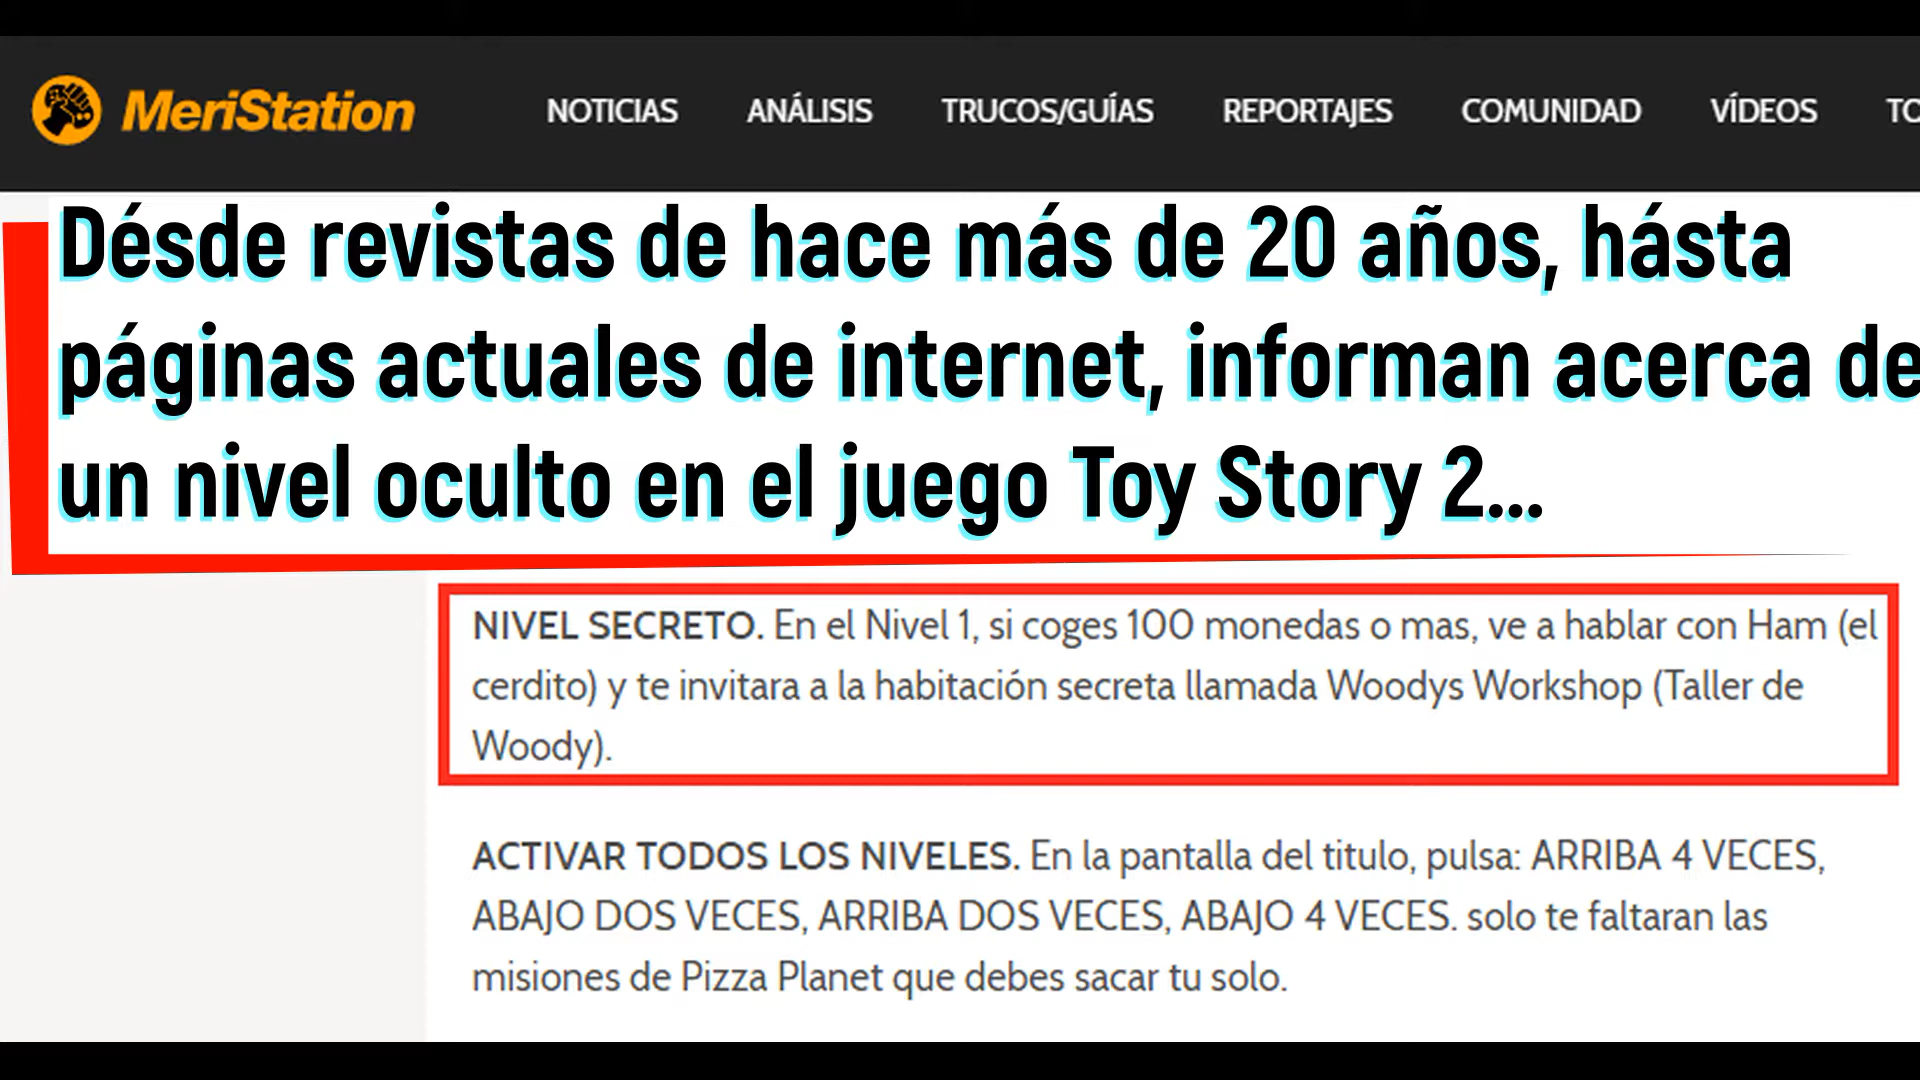 MeriStation NOTICIAS ANÁLISIS TRUCOS/GUÍAS REPORTAJES COMUNIDAD VÍDEOS
Désde revistas de hace más de 20 años, hásta
páginas actuales de internet, informan acerca de
un nivel oculto en el juego Toy Story 2...
NIVEL SECRETO. En el Nivel 1, si coges 100 monedas o mas, ve a hablar con Ham (el
cerdito) y te invitara a la habitación secreta llamada Woodys Workshop (Taller de
Woody).
ACTIVAR TODOS LOS NIVELES. En la pantalla del titulo, pulsa: ARRIBA 4 VECES,
ABAJO DOS VECES, ARRIBA DOS VECES, ABAJO 4 VECES. solo te faltaran las
misiones de Pizza Planet que debes sacar tu solo.